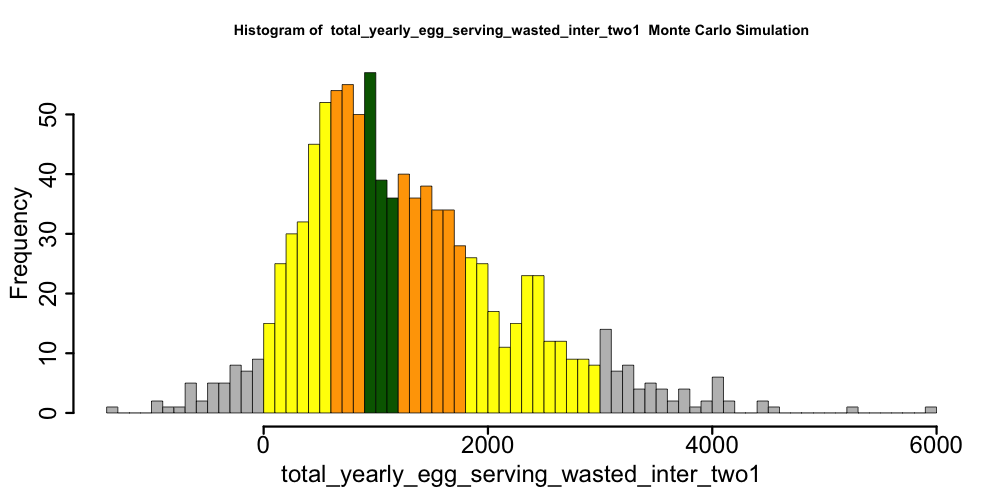 Histogram of  total_yearly_egg_serving_wasted_inter_two1  Monte Carlo Simulation
Frequency
50
40
30
20
10
0
0 2000 4000 6000
total_yearly_egg_serving_wasted_inter_two1